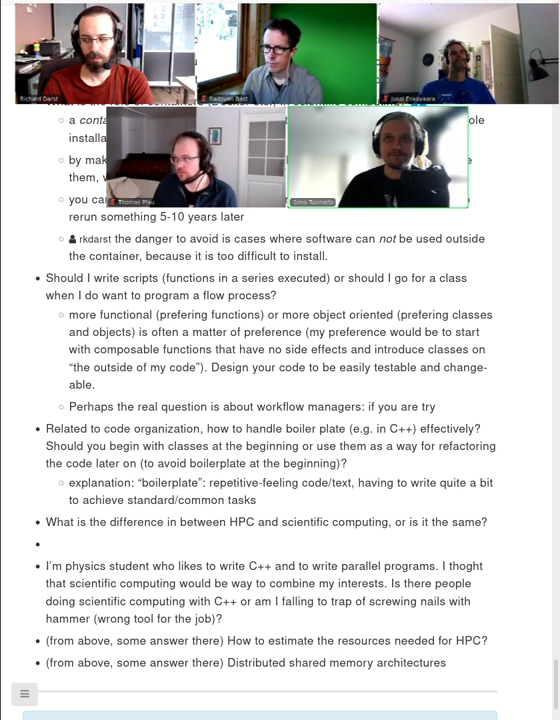 Richard Darst
Radovan Bast
Jussi Enkovaara
a conta
ole
installa
Thomas Pfau
Simo Tuomisto
by mak
e
them, v
you ca
rerun something 5-10 years later
rkdarst the danger to avoid is cases where software can not be used outside
the container, because it is too difficult to install.
Should I write scripts (functions in a series executed) or should I go for a class
when I do want to program a flow process?
more functional (prefering functions) or more object oriented (prefering classes
and objects) is often a matter of preference (my preference would be to start
with composable functions that have no side effects and introduce classes on
“the outside of my code”). Design your code to be easily testable and change-
able.
Perhaps the real question is about workflow managers: if you are try
Related to code organization, how to handle boiler plate (e.g. in C++) effectively?
Should you begin with classes at the beginning or use them as a way for refactoring
the code later on (to avoid boilerplate at the beginning)?
explanation: “boilerplate”: repetitive-feeling code/text, having to write quite a bit
to achieve standard/common tasks
What is the difference in between HPC and scientific computing, or is it the same?
I’m physics student who likes to write C++ and to write parallel programs. I thoght
that scientific computing would be way to combine my interests. Is there people
doing scientific computing with C++ or am I falling to trap of screwing nails with
hammer (wrong tool for the job)?
(from above, some answer there) How to estimate the resources needed for HPC?
(from above, some answer there) Distributed shared memory architectures